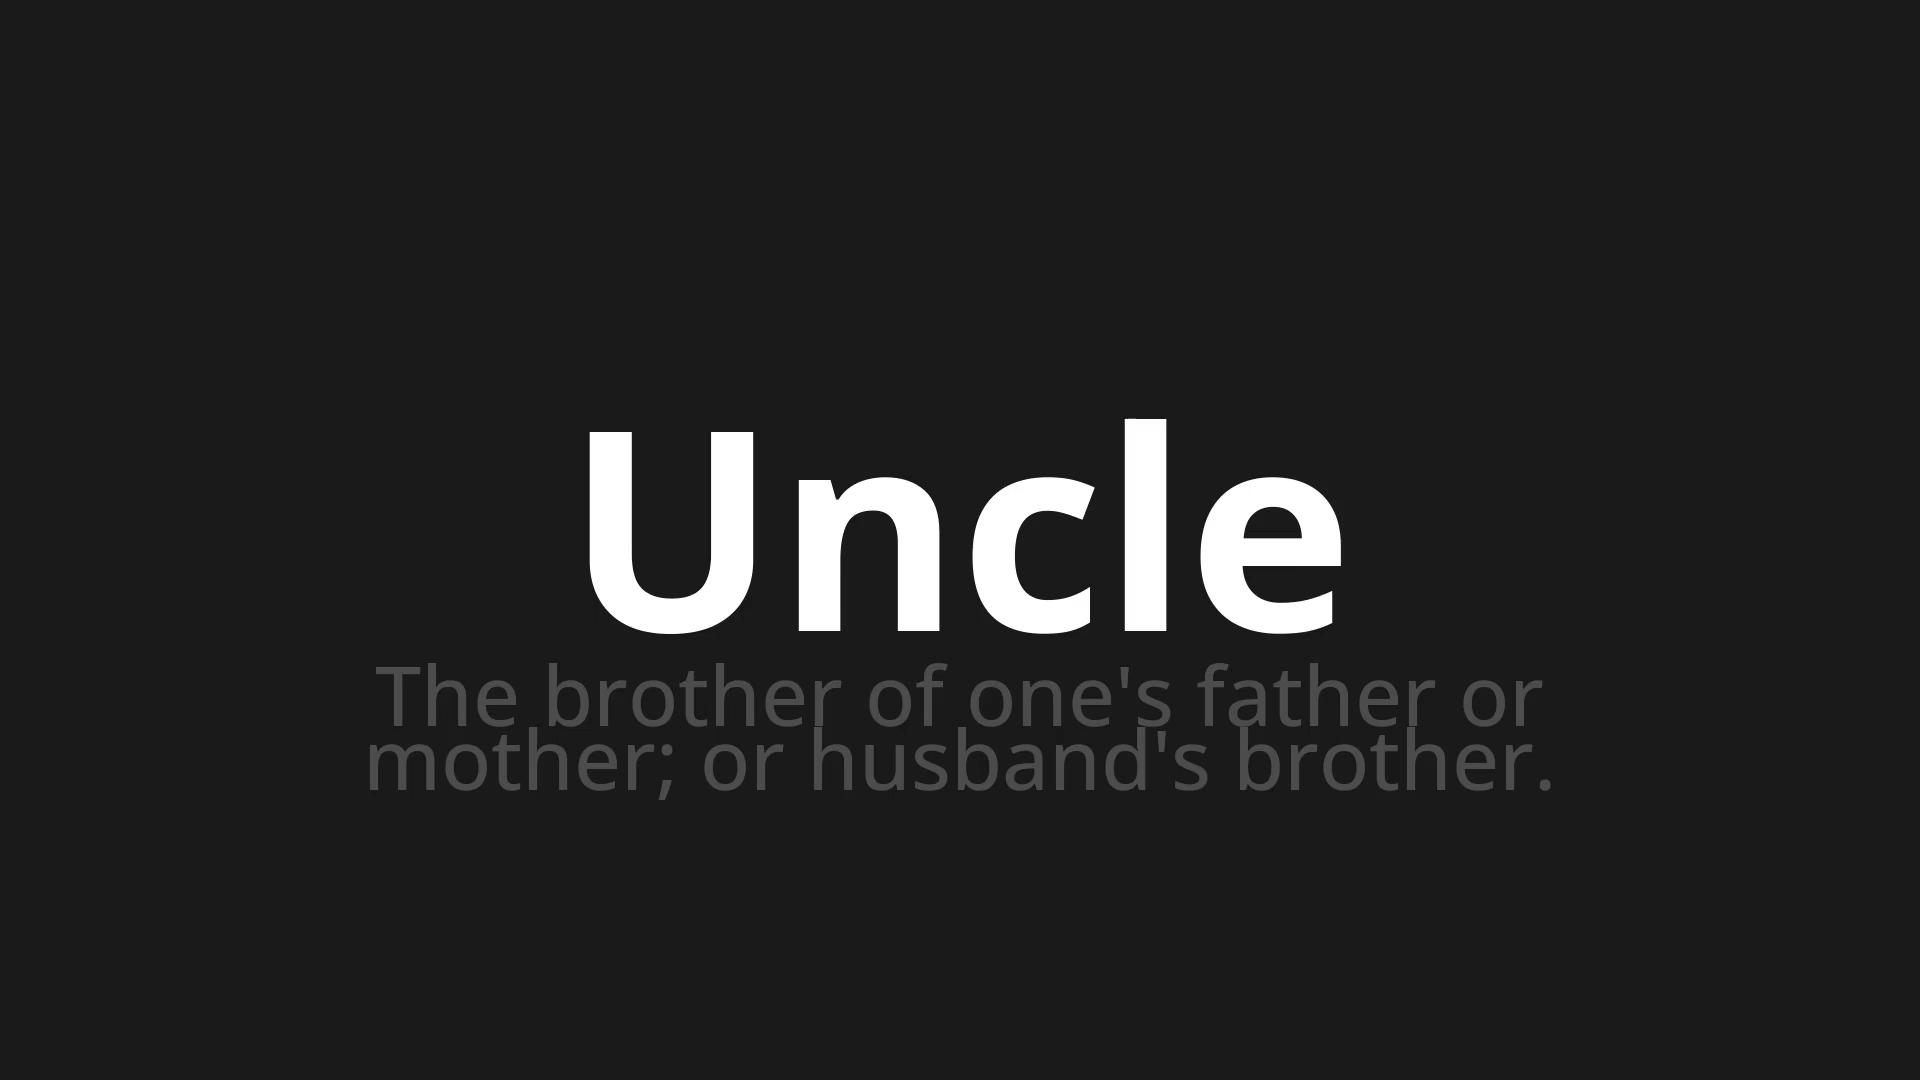 Uncle
The brother of one's father or
mother; or husband's brother.